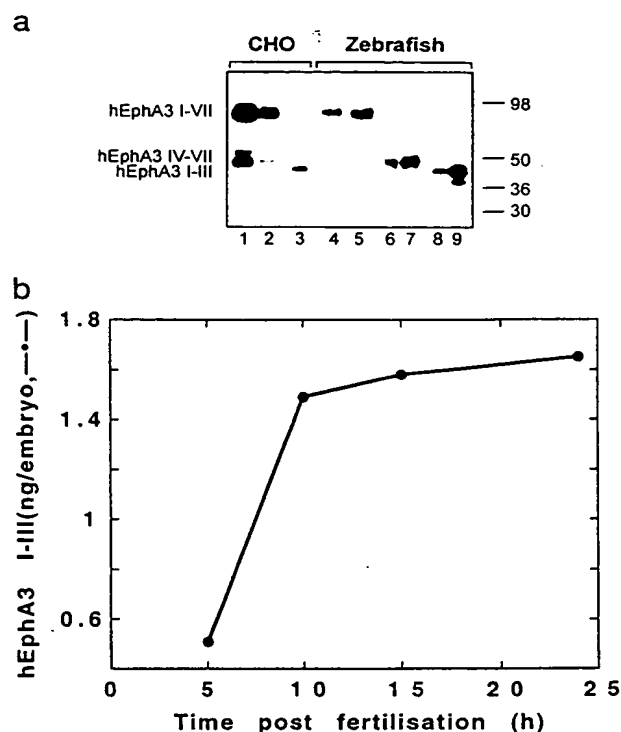 a
CHO Zebrafish
hEphA3 I-VII
hEphA3 IV-VII
hEphA3 I-III
98
50
36
30
1 2 3 4 5 6 7 8 9
b
hEphA3 I-III(ng/embryo,—•—)
1.8
1.4
1
0.6
0 5 10 15 20 25
Time post fertilisation (h)